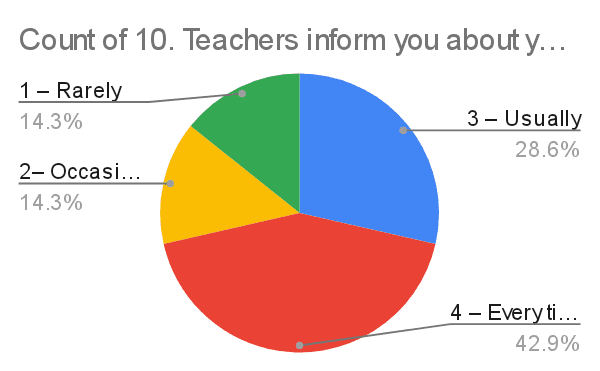 Count of 10. Teachers inform you about y…
1 – Rarely
14.3%
3 – Usually
28.6%
2– Occasi…
14.3%
4 – Everyti…
42.9%